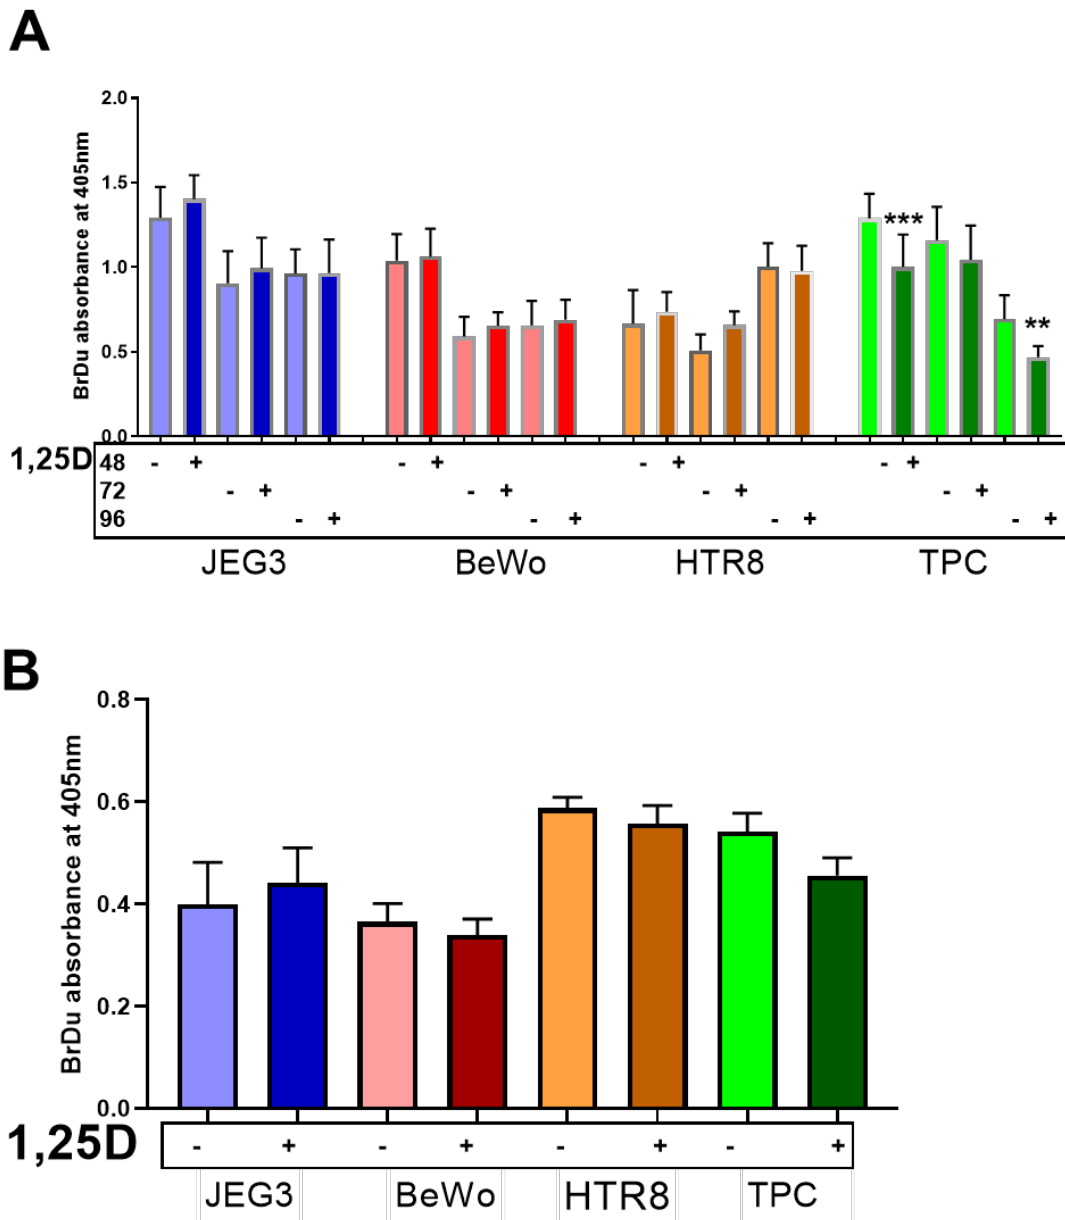 A
BrDu absorbance at 405nm
2.0
1.5
1.0
0.5
0.0
***
**
1,25D
48 - + - + - + - +
72 - + - + - + - +
96 - + - + - + - +
JEG3 BeWo HTR8 TPC
B
BrDu absorbance at 405nm
0.8
0.6
0.4
0.2
0.0
1,25D - + - + - + - +
JEG3 BeWo HTR8 TPC